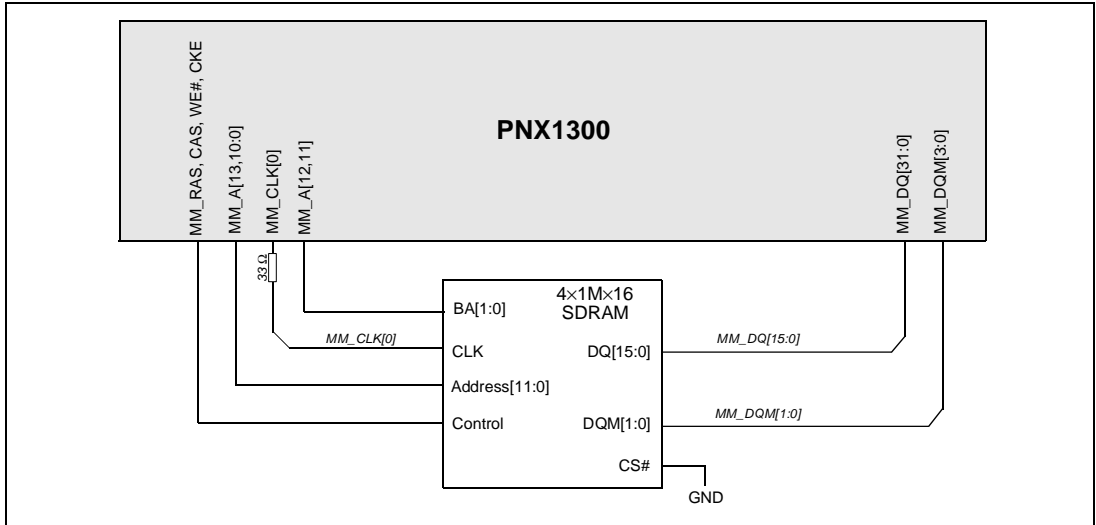 MM_RAS, CAS, WE#, CKE
MM_A[13,10:0]
MM_CLK[0]
MM_A[12,11]
PNX1300
MM_DQ[31:0]
MM_DQM[3:0]
33 Ω
4×1M×16
SDRAM
BA[1:0]
MM_CLK[0]
CLK
DQ[15:0]
MM_DQ[15:0]
Address[11:0]
Control
DQM[1:0]
MM_DQM[1:0]
CS#
GND